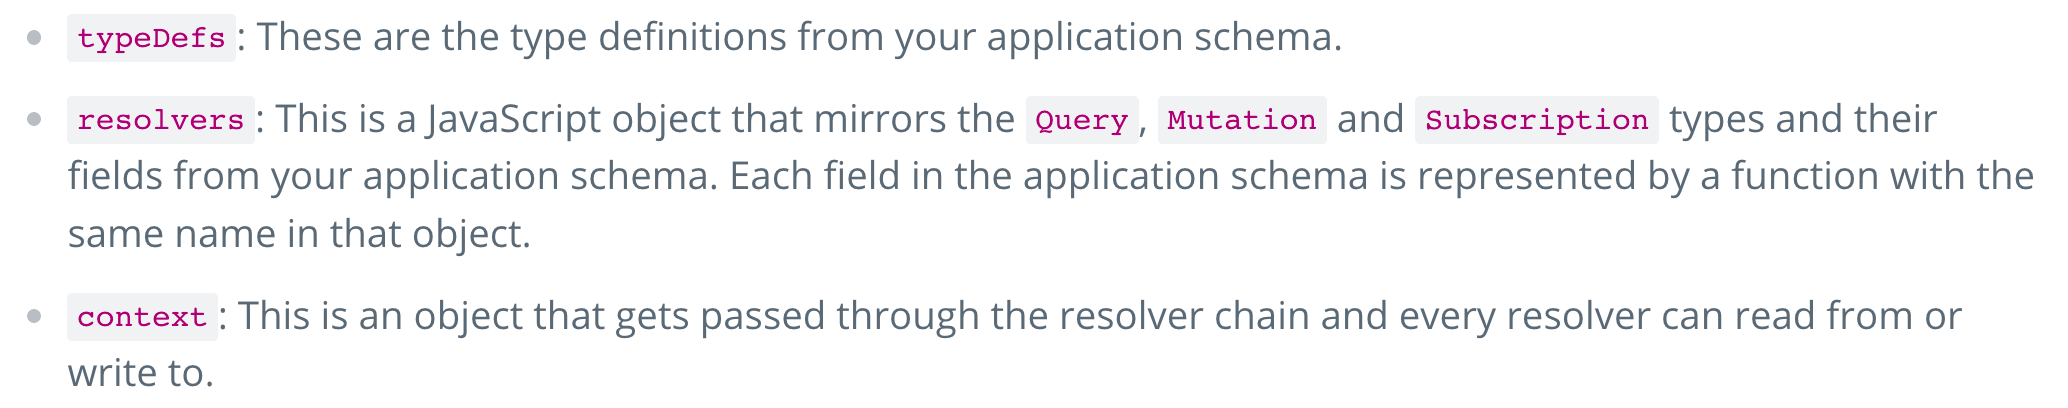 typeDefs: These are the type definitions from your application schema.
resolvers: This is a JavaScript object that mirrors the Query, Mutation and Subscription types and their
fields from your application schema. Each field in the application schema is represented by a function with the
same name in that object.
context: This is an object that gets passed through the resolver chain and every resolver can read from or
write to.